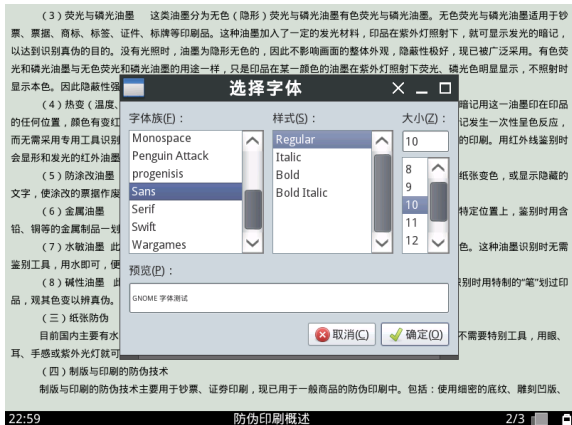 （3）荧光与磷光油墨　这类油墨分为无色（隐形）荧光与磷光油墨有色荧光与磷光油墨。无色荧光与磷光油墨适用于钞
票、票据、商标、标签、证件、标牌等印刷品。这种油墨加入了一定的发光材料，印品在紫外灯照射下，就可显示发光的暗记，
以达到识别真伪的目的。没有光照时，油墨为隐形无色的，因此不影响画面的整体外观，隐蔽性极好，现已被广泛采用。有色荧
光和磷光油墨与无色荧光和磷光油墨的用途一样，只是印品在某一颜色的油墨在紫外灯照射下荧光、磷光色明显显示，不照射时
显示本色。因此隐蔽性强
选择字体
（4）热变（温度、
暗记用这一油墨印在印品
的任何位置，颜色有变红
记发生一次性呈色反应，
而无需采用专用工具识别
的印刷。用红外线鉴别时
会显形和发光的红外油墨
（5）防涂改油墨
纸张变色，或显示隐藏的
文字，使涂改的票据作废
（6）金属油墨
特定位置上，鉴别时用含
铅、铜等的金属制品一划
（7）水敏油墨 此
色。这种油墨识别时无需
鉴别工具，用水即可，便
（8）碱性油墨 此
识别时用特制的“笔”划过印
品，观其色变以辨真伪。
（三）纸张防伪
目前国内主要有水
不需要特别工具，用眼、
耳、手感或紫外光灯就可
字体族(F)：
样式(S)：
大小(Z)：
Monospace
Penguin Attack
progenisis
Sans
Serif
Swift
Wargames
Regular
Italic
Bold
Bold Italic
10
8
9
10
11
12
预览(P)：
GNOME 字体测试
取消(C)
确定(O)
（四）制版与印刷的防伪技术
制版与印刷的防伪技术主要用于钞票、证券印刷，现已用于一般商品的防伪印刷中。包括：使用细密的底纹、雕刻凹版、
22:59
防伪印刷概述
2/3